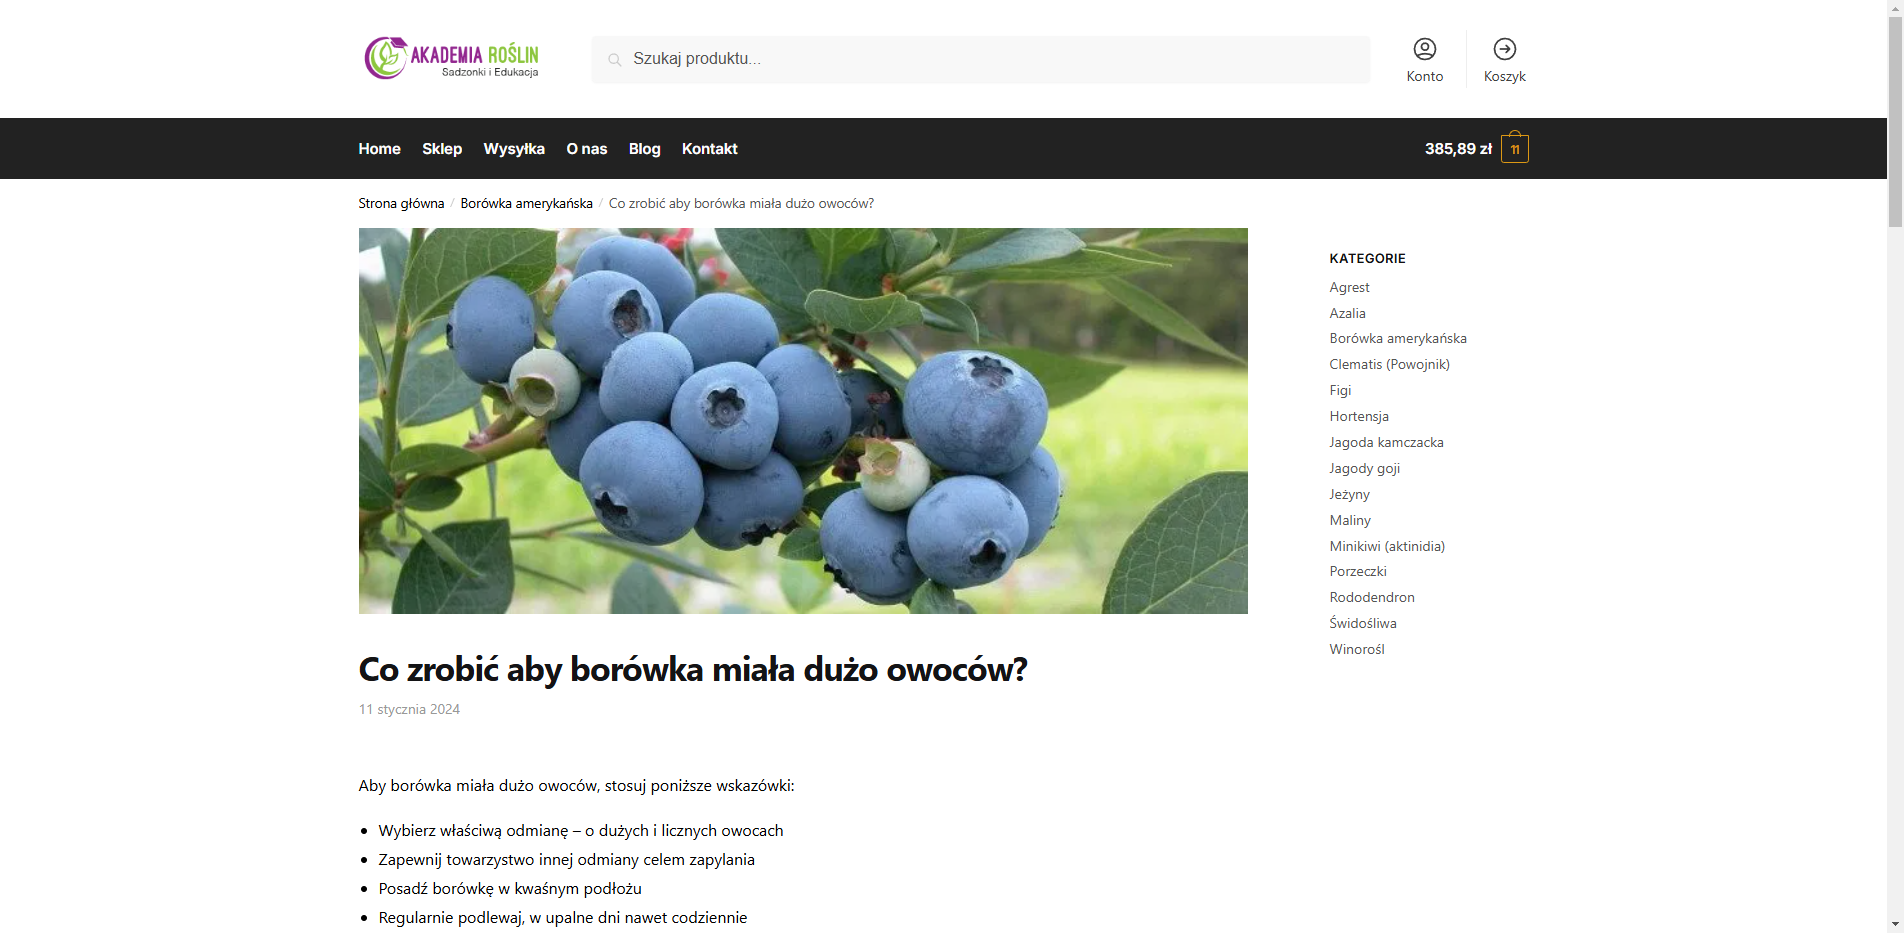 AKADEMIA ROŚLIN
Sadzonki i Edukacja
Szukaj produktu...
Konto
Koszyk
Home Sklep Wysyłka O nas Blog Kontakt
385,89 zł 11
Strona główna / Borówka amerykańska / Co zrobić aby borówka miała dużo owoców?
KATEGORIE
Agrest
Azalia
Borówka amerykańska
Clematis (Powojnik)
Figi
Hortensja
Jagoda kamczacka
Jagody goji
Jeżyny
Maliny
Minikiwi (aktinidia)
Porzeczki
Rododendron
Świdośliwa
Winorośl
Co zrobić aby borówka miała dużo owoców?
11 stycznia 2024
Aby borówka miała dużo owoców, stosuj poniższe wskazówki:
• Wybierz właściwą odmianę – o dużych i licznych owocach
• Zapewnij towarzystwo innej odmiany celem zapylania
• Posadź borówkę w kwaśnym podłożu
• Regularnie podlewaj, w upalne dni nawet codziennie